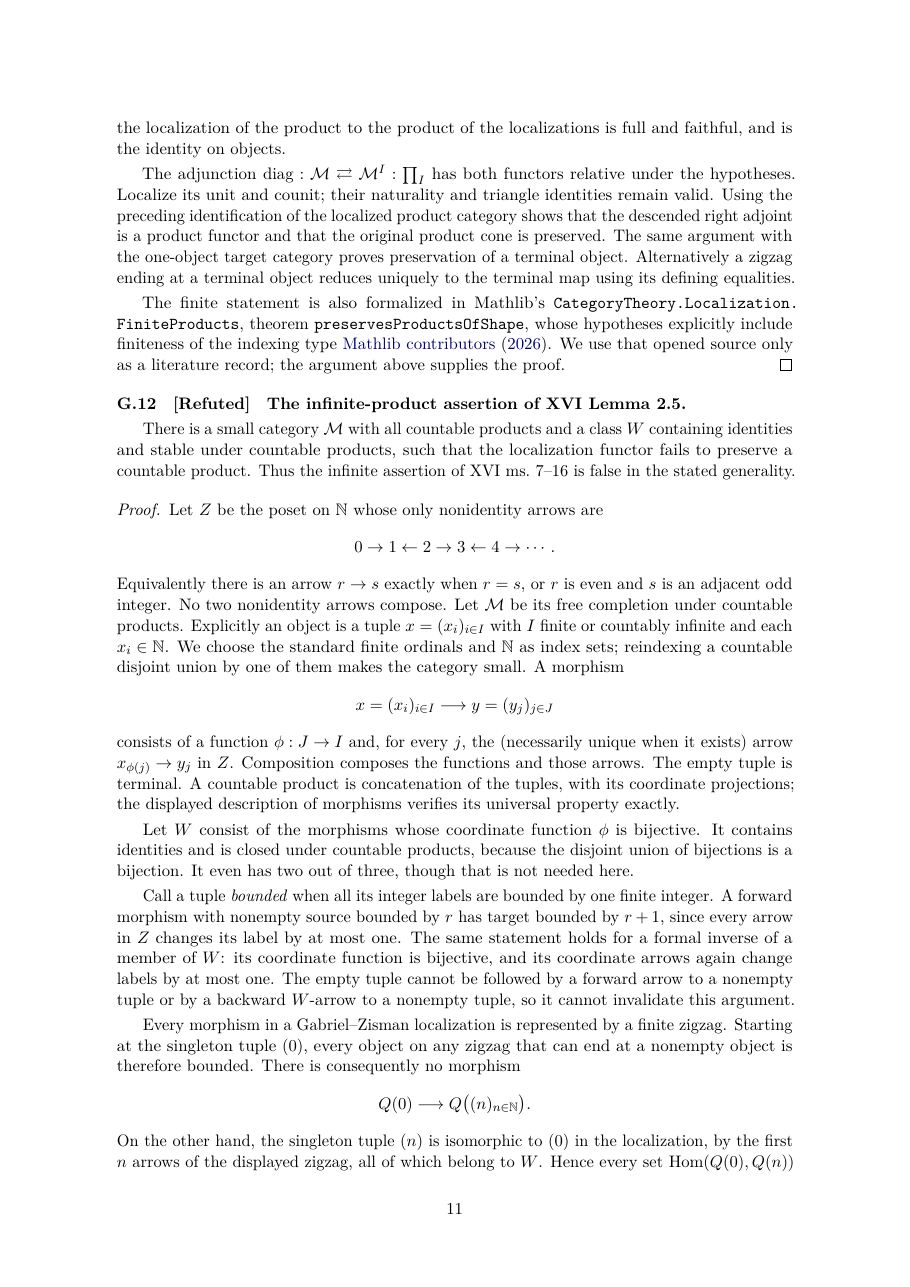 the localization of the product to the product of the localizations is full and faithful, and is
the identity on objects.
The adjunction diag : ℳ ⇄ ℳ^I : ∏_I has both functors relative under the hypotheses.
Localize its unit and counit; their naturality and triangle identities remain valid. Using the
preceding identification of the localized product category shows that the descended right adjoint
is a product functor and that the original product cone is preserved. The same argument with
the one-object target category proves preservation of a terminal object. Alternatively a zigzag
ending at a terminal object reduces uniquely to the terminal map using its defining equalities.
The finite statement is also formalized in Mathlib's CategoryTheory.Localization.
FiniteProducts, theorem preservesProductsOfShape, whose hypotheses explicitly include
finiteness of the indexing type Mathlib contributors (2026). We use that opened source only
as a literature record; the argument above supplies the proof. □
G.12 [Refuted] The infinite-product assertion of XVI Lemma 2.5.
There is a small category ℳ with all countable products and a class W containing identities
and stable under countable products, such that the localization functor fails to preserve a
countable product. Thus the infinite assertion of XVI ms. 7–16 is false in the stated generality.
Proof. Let Z be the poset on ℕ whose only nonidentity arrows are
0 → 1 ← 2 → 3 ← 4 → ⋯ .
Equivalently there is an arrow r → s exactly when r = s, or r is even and s is an adjacent odd
integer. No two nonidentity arrows compose. Let ℳ be its free completion under countable
products. Explicitly an object is a tuple x = (x_i)_{i∈I} with I finite or countably infinite and each
x_i ∈ ℕ. We choose the standard finite ordinals and ℕ as index sets; reindexing a countable
disjoint union by one of them makes the category small. A morphism
x = (x_i)_{i∈I} ⟶ y = (y_j)_{j∈J}
consists of a function ϕ : J → I and, for every j, the (necessarily unique when it exists) arrow
x_{ϕ(j)} → y_j in Z. Composition composes the functions and those arrows. The empty tuple is
terminal. A countable product is concatenation of the tuples, with its coordinate projections;
the displayed description of morphisms verifies its universal property exactly.
Let W consist of the morphisms whose coordinate function ϕ is bijective. It contains
identities and is closed under countable products, because the disjoint union of bijections is a
bijection. It even has two out of three, though that is not needed here.
Call a tuple bounded when all its integer labels are bounded by one finite integer. A forward
morphism with nonempty source bounded by r has target bounded by r + 1, since every arrow
in Z changes its label by at most one. The same statement holds for a formal inverse of a
member of W: its coordinate function is bijective, and its coordinate arrows again change
labels by at most one. The empty tuple cannot be followed by a forward arrow to a nonempty
tuple or by a backward W-arrow to a nonempty tuple, so it cannot invalidate this argument.
Every morphism in a Gabriel–Zisman localization is represented by a finite zigzag. Starting
at the singleton tuple (0), every object on any zigzag that can end at a nonempty object is
therefore bounded. There is consequently no morphism
Q(0) ⟶ Q((n)_{n∈ℕ}).
On the other hand, the singleton tuple (n) is isomorphic to (0) in the localization, by the first
n arrows of the displayed zigzag, all of which belong to W. Hence every set Hom(Q(0), Q(n))
11